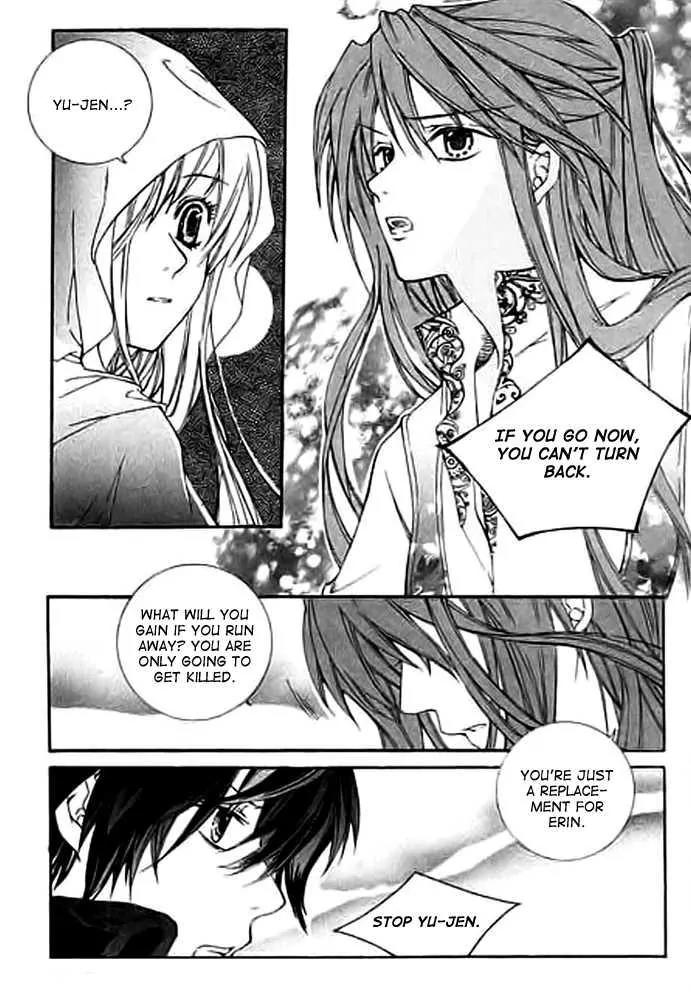 YU-JEN...?
IF YOU GO NOW,
YOU CAN'T TURN
BACK.
WHAT WILL YOU
GAIN IF YOU RUN
AWAY? YOU ARE
ONLY GOING TO
GET KILLED.
YOU'RE JUST
A REPLACE-
MENT FOR
ERIN.
STOP YU-JEN.